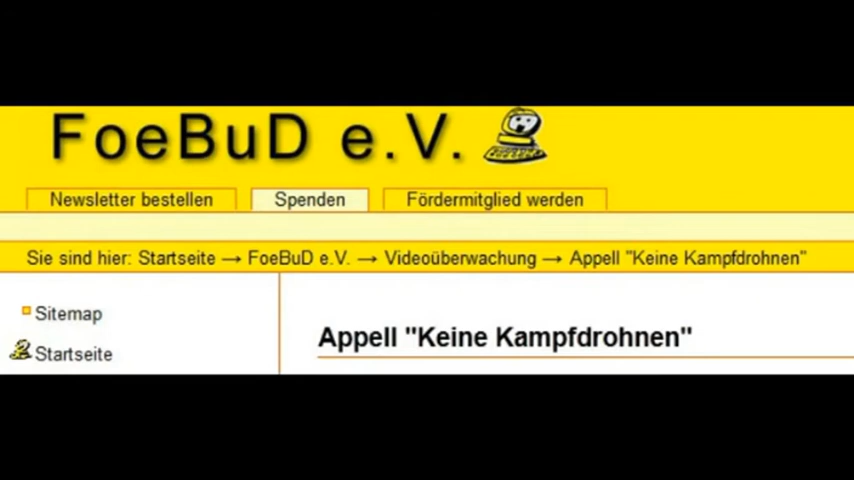 FoeBuD e.V.
Newsletter bestellen Spenden Fördermitglied werden
Sie sind hier: Startseite → FoeBuD e.V. → Videoüberwachung → Appell "Keine Kampfdrohnen"
Sitemap
Appell "Keine Kampfdrohnen"
Startseite